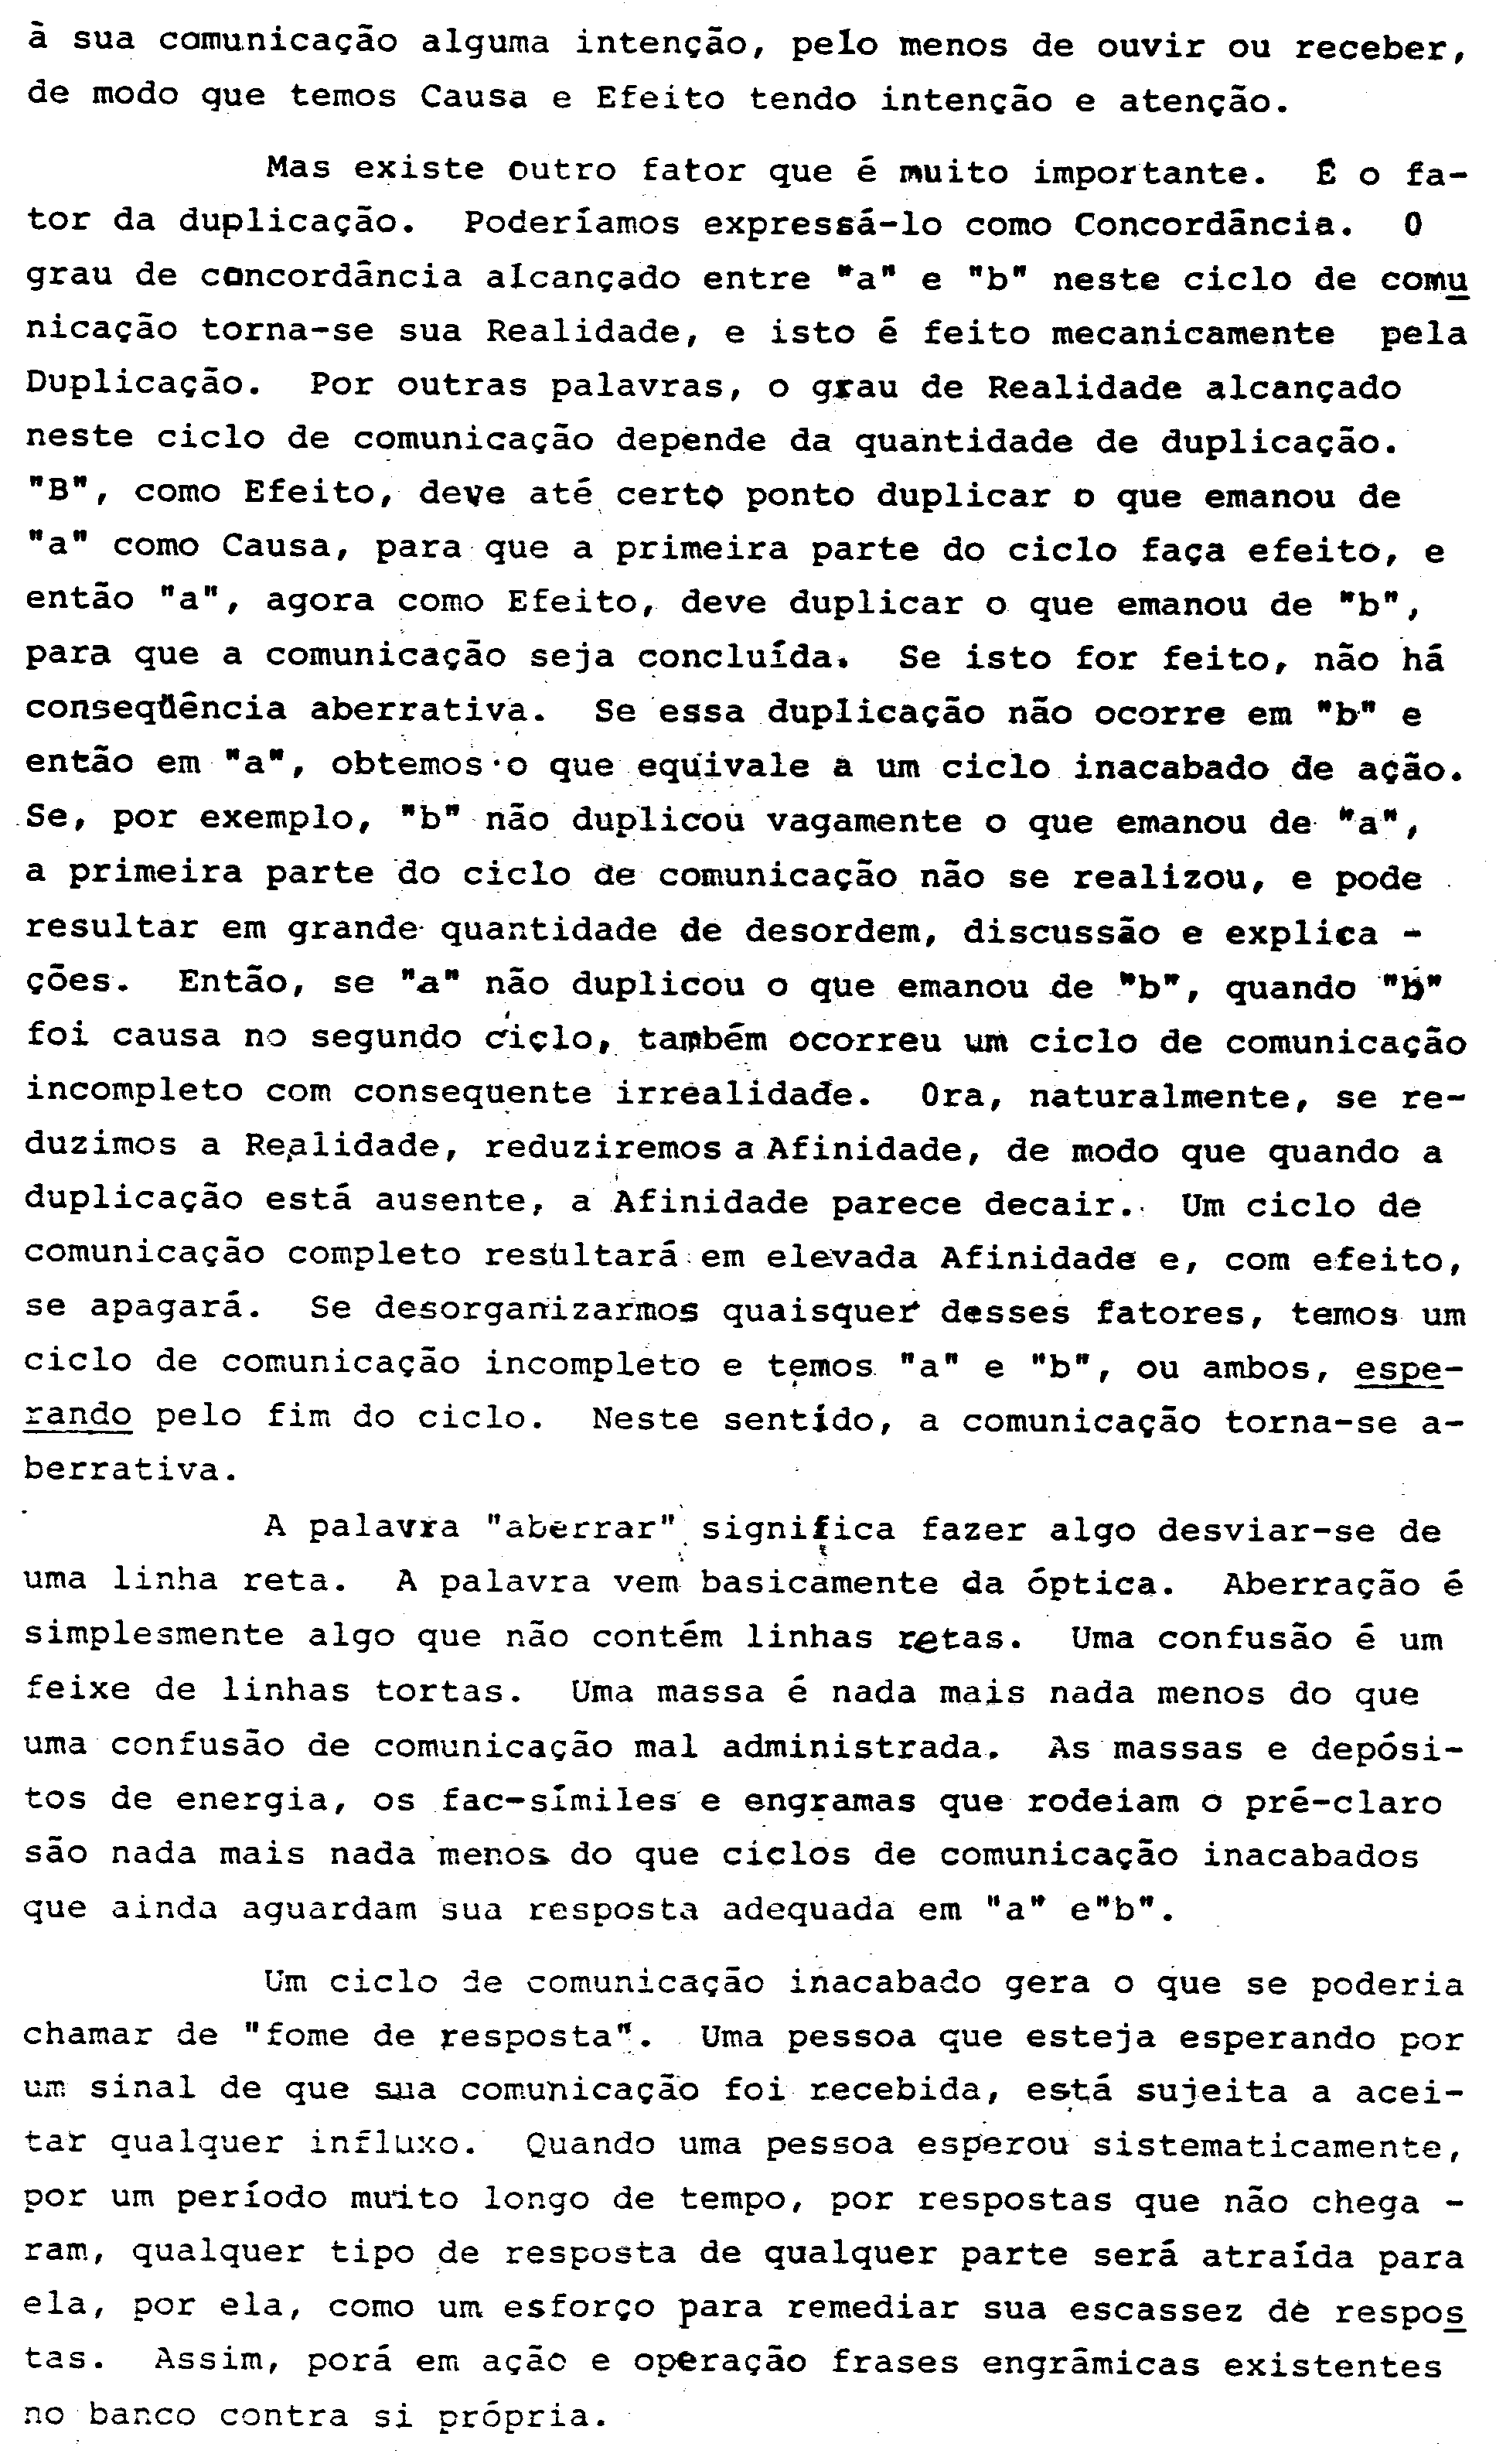 à sua comunicação alguma intenção, pelo menos de ouvir ou receber,
de modo que temos Causa e Efeito tendo intenção e atenção.
Mas existe outro fator que é muito importante. É o fa-
tor da duplicação. Poderíamos expressá-lo como Concordância. O
grau de concordância alcançado entre "a" e "b" neste ciclo de comu
nicação torna-se sua Realidade, e isto é feito mecanicamente pela
Duplicação. Por outras palavras, o grau de Realidade alcançado
neste ciclo de comunicação depende da quantidade de duplicação.
"B", como Efeito, deve até certo ponto duplicar o que emanou de
"a" como Causa, para que a primeira parte do ciclo faça efeito, e
então "a", agora como Efeito, deve duplicar o que emanou de "b",
para que a comunicação seja concluída. Se isto for feito, não há
conseqüência aberrativa. Se essa duplicação não ocorre em "b" e
então em "a", obtemos o que equivale a um ciclo inacabado de ação.
Se, por exemplo, "b" não duplicou vagamente o que emanou de "a",
a primeira parte do ciclo de comunicação não se realizou, e pode
resultar em grande quantidade de desordem, discussão e explica -
ções. Então, se "a" não duplicou o que emanou de "b", quando "b"
foi causa no segundo ciclo, também ocorreu um ciclo de comunicação
incompleto com consequente irrealidade. Ora, naturalmente, se re-
duzimos a Realidade, reduziremos a Afinidade, de modo que quando a
duplicação está ausente, a Afinidade parece decair. Um ciclo de
comunicação completo resultará em elevada Afinidade e, com efeito,
se apagará. Se desorganizarmos quaisquer desses fatores, temos um
ciclo de comunicação incompleto e temos "a" e "b", ou ambos, espe-
rando pelo fim do ciclo. Neste sentido, a comunicação torna-se a-
berrativa.
A palavra "aberrar" significa fazer algo desviar-se de
uma linha reta. A palavra vem basicamente da óptica. Aberração é
simplesmente algo que não contém linhas retas. Uma confusão é um
feixe de linhas tortas. Uma massa é nada mais nada menos do que
uma confusão de comunicação mal administrada. As massas e depósi-
tos de energia, os fac-símiles e engramas que rodeiam o pré-claro
são nada mais nada menos do que ciclos de comunicação inacabados
que ainda aguardam sua resposta adequada em "a" e"b".
Um ciclo de comunicação inacabado gera o que se poderia
chamar de "fome de resposta". Uma pessoa que esteja esperando por
um sinal de que sua comunicação foi recebida, está sujeita a acei-
tar qualquer influxo. Quando uma pessoa esperou sistematicamente,
por um período muito longo de tempo, por respostas que não chega -
ram, qualquer tipo de resposta de qualquer parte será atraída para
ela, por ela, como um esforço para remediar sua escassez de respos
tas. Assim, porá em ação e operação frases engrâmicas existentes
no banco contra si própria.